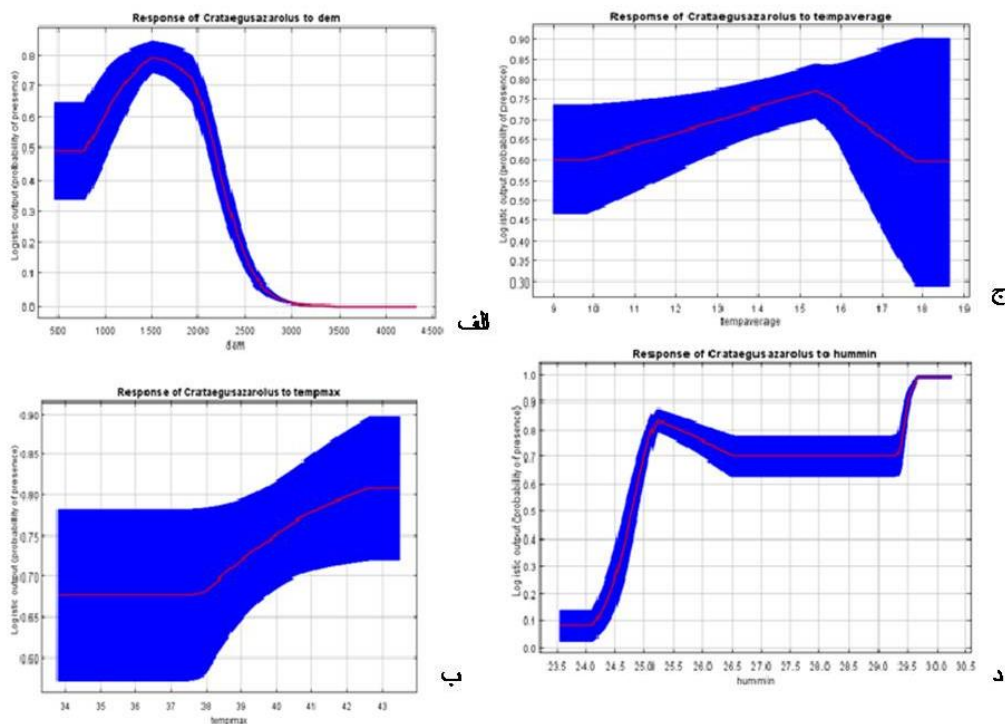 Response of Crataegusazarolus to dem
Logistic output (probability of presence)
0.8
0.7
0.6
0.5
0.4
0.3
0.2
0.1
0.0
500 1000 1500 2000 2500 3000 3500 4000 4500
dem
الف
Response of Crataegusazarolus to tempaverage
Logistic output (probability of presence)
0.90
0.85
0.80
0.75
0.70
0.65
0.60
0.55
0.50
0.45
0.40
0.35
0.30
9 10 11 12 13 14 15 16 17 18 19
tempaverage
ج
Response of Crataegusazarolus to tempmax
Logistic output (probability of presence)
0.90
0.85
0.80
0.75
0.70
0.65
0.60
34 35 36 37 38 39 40 41 42 43
tempmax
ب
Response of Crataegusazarolus to hummin
Logistic output (probability of presence)
1.0
0.9
0.8
0.7
0.6
0.5
0.4
0.3
0.2
0.1
0.0
23.5 24.0 24.5 25.0 25.5 26.0 26.5 27.0 27.5 28.0 28.5 29.0 29.5 30.0 30.5
hummin
د